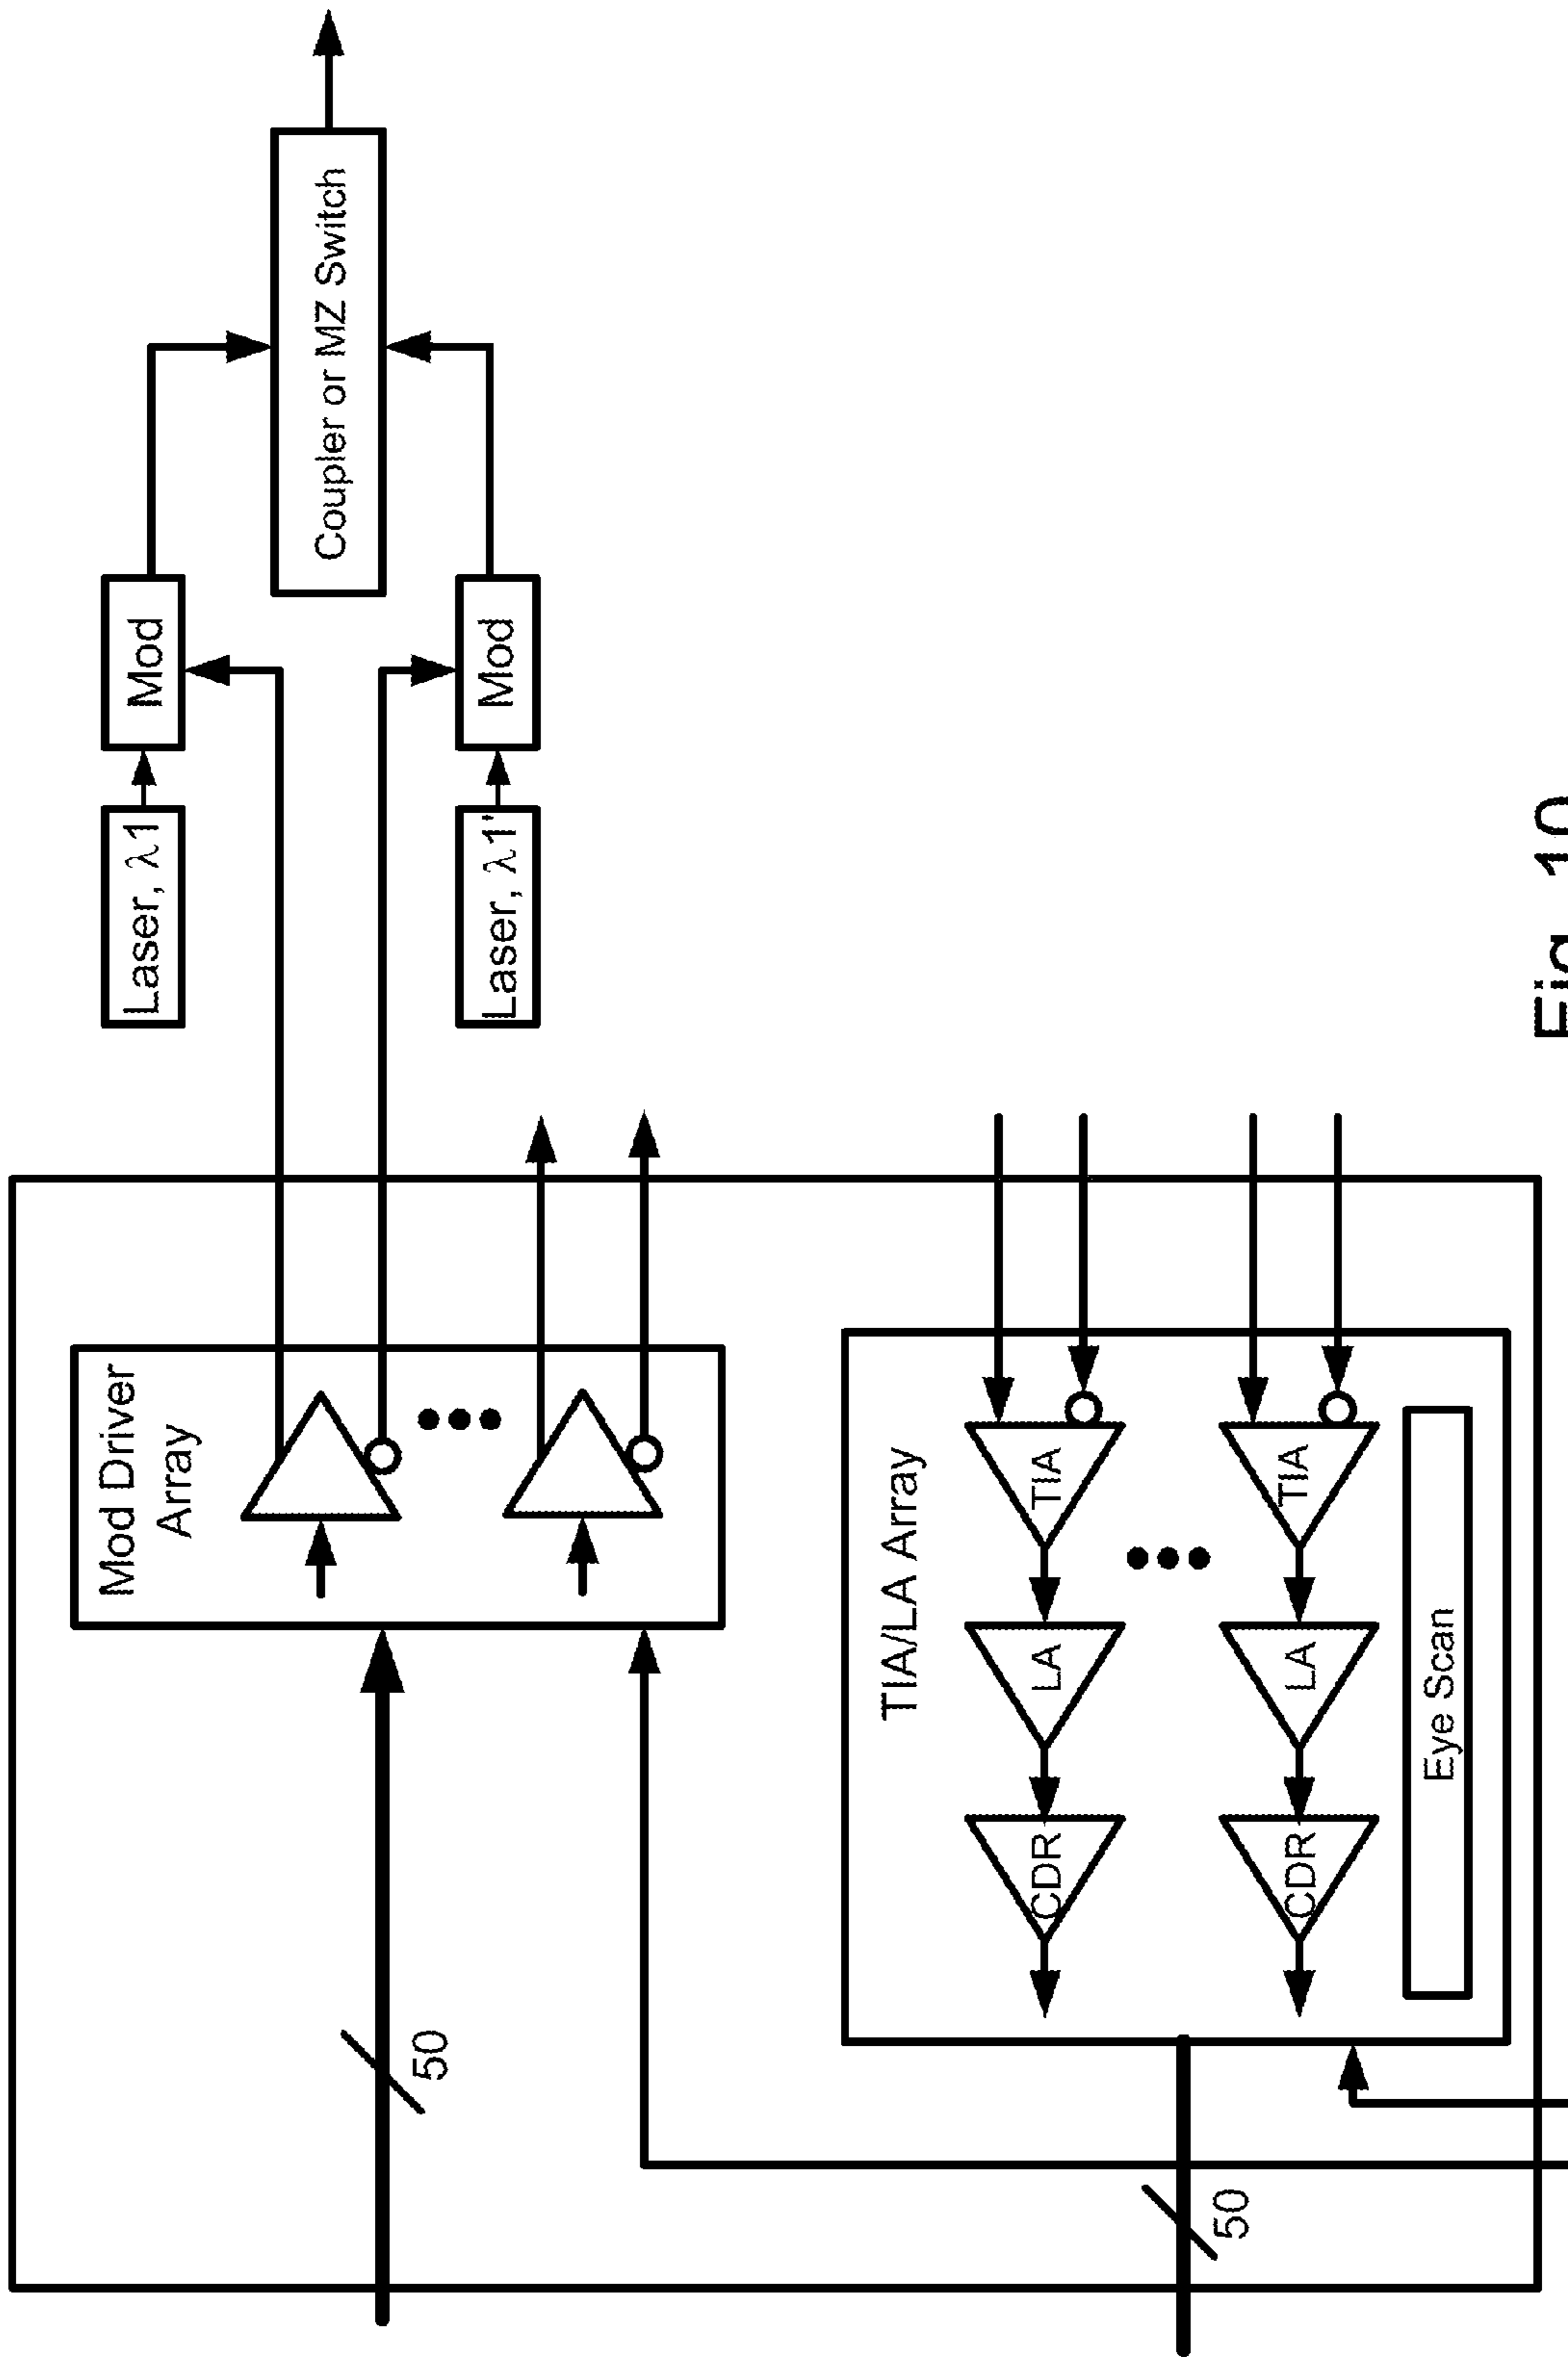 Laser, λ1
Mod
Coupler or MZ Switch
Laser, λ1'
Mod
Mod Driver
Array
50
TIA/LA Array
CDR
LA
TIA
CDR
LA
TIA
Eye Scan
50
Fig. 10